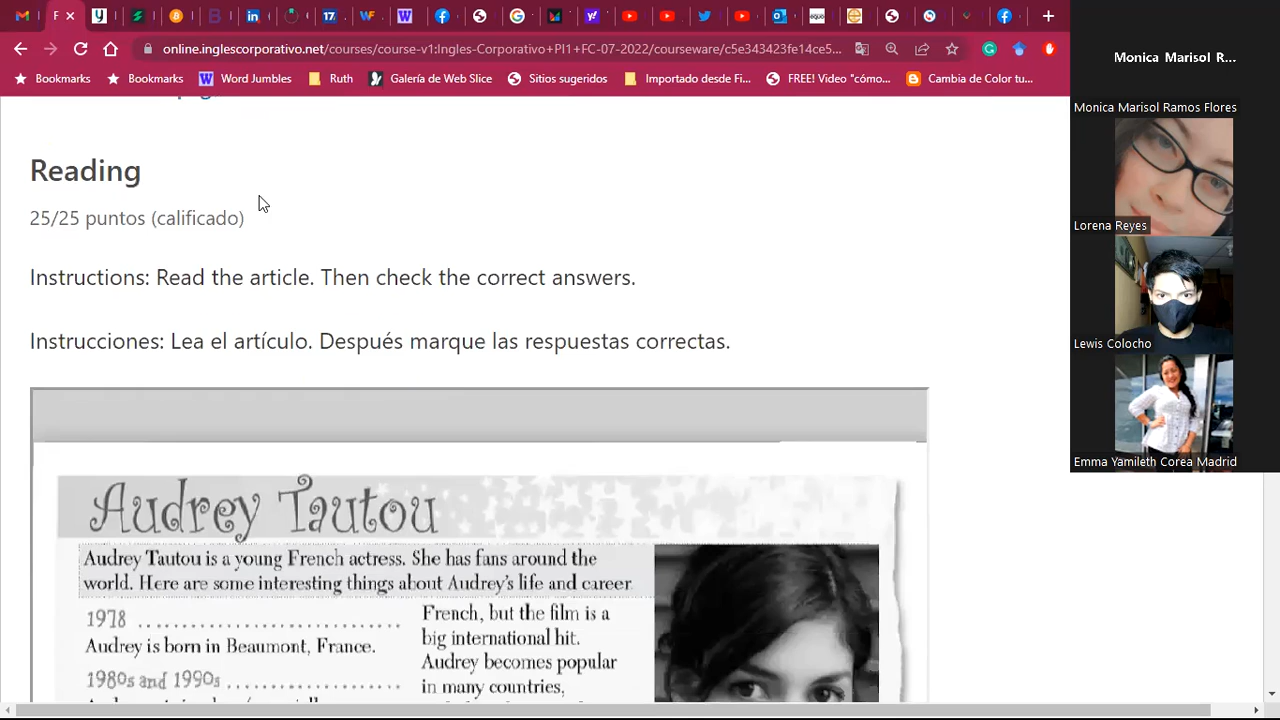 F
17
Monica Marisol R...
online.inglescorporativo.net/courses/course-v1:Ingles-Corporativo+PI1+FC-07-2022/courseware/c5e343423fe14ce5...
Bookmarks Bookmarks Word Jumbles Ruth Galería de Web Slice Sitios sugeridos Importado desde Fi... FREE! Video "cómo... Cambia de Color tu...
Monica Marisol Ramos Flores
Lorena Reyes
Lewis Colocho
Emma Yamileth Corea Madrid
Reading
25/25 puntos (calificado)
Instructions: Read the article. Then check the correct answers.
Instrucciones: Lea el artículo. Después marque las respuestas correctas.
Audrey Tautou
Audrey Tautou is a young French actress. She has fans around the
world. Here are some interesting things about Audrey's life and career.
1978
Audrey is born in Beaumont, France.
1980s and 1990s
French, but the film is a
big international hit.
Audrey becomes popular
in many countries,